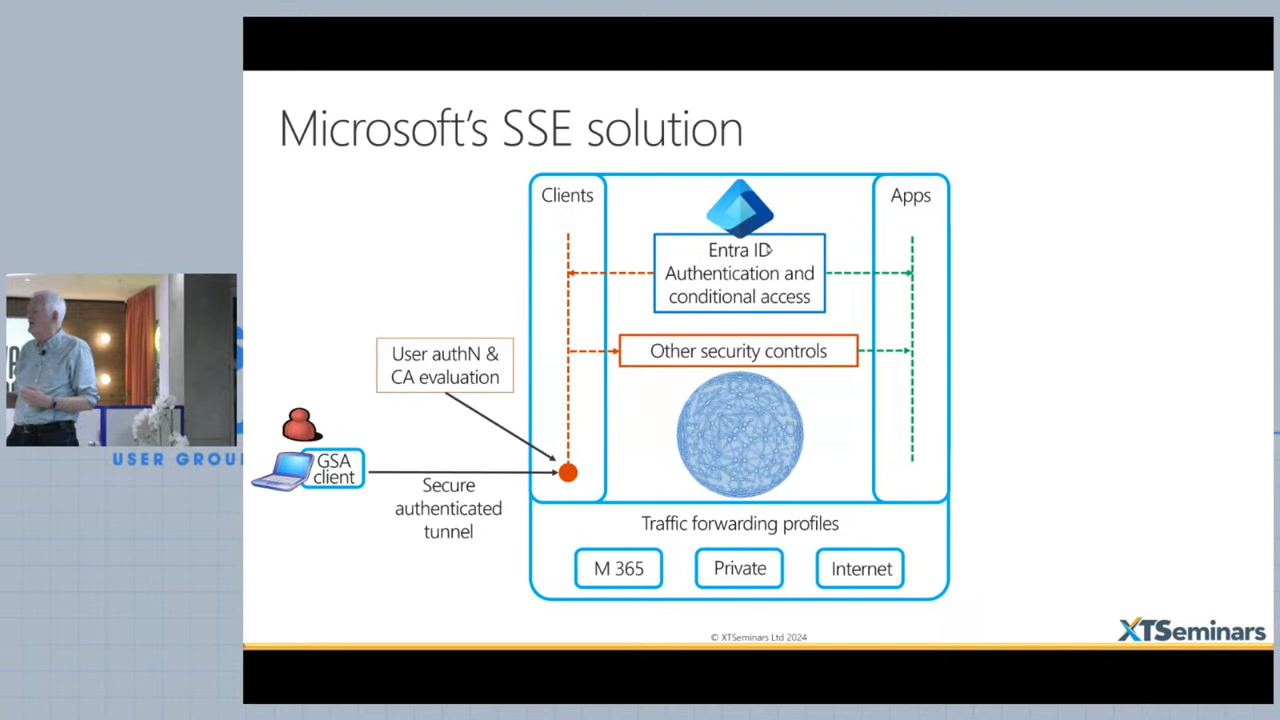 Microsoft's SSE solution
Clients
Apps
Entra ID
Authentication and
conditional access
Other security controls
User authN &
CA evaluation
GSA
client
Secure
authenticated
tunnel
Traffic forwarding profiles
M 365
Private
Internet
© XTSeminars Ltd 2024
XTSeminars
USER GROU